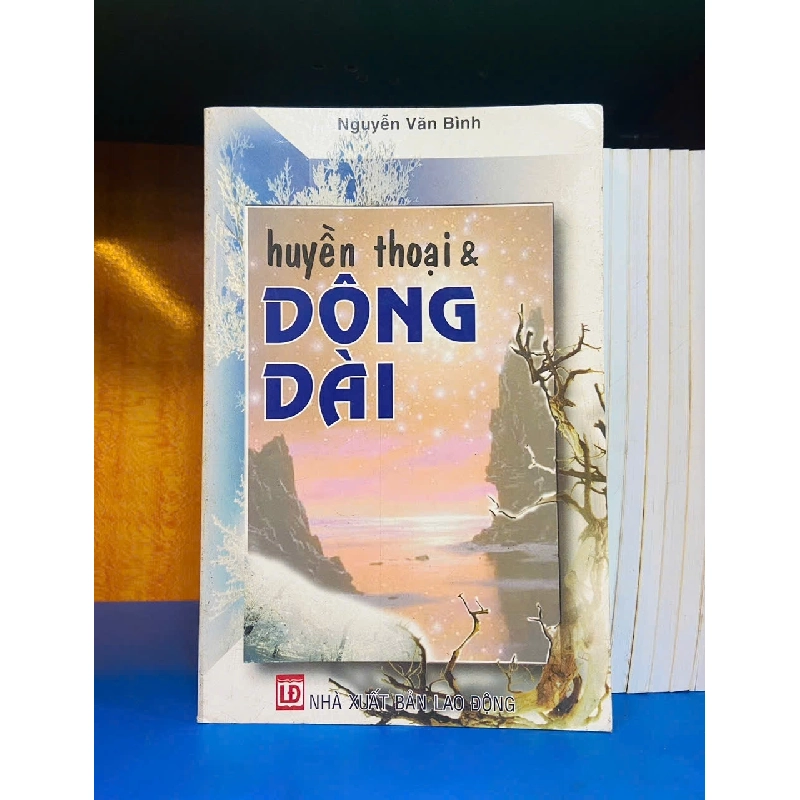 Nguyễn Văn Bình
huyền thoại &
DÔNG
DÀI
LĐ
NHÀ XUẤT BẢN LAO ĐỘNG